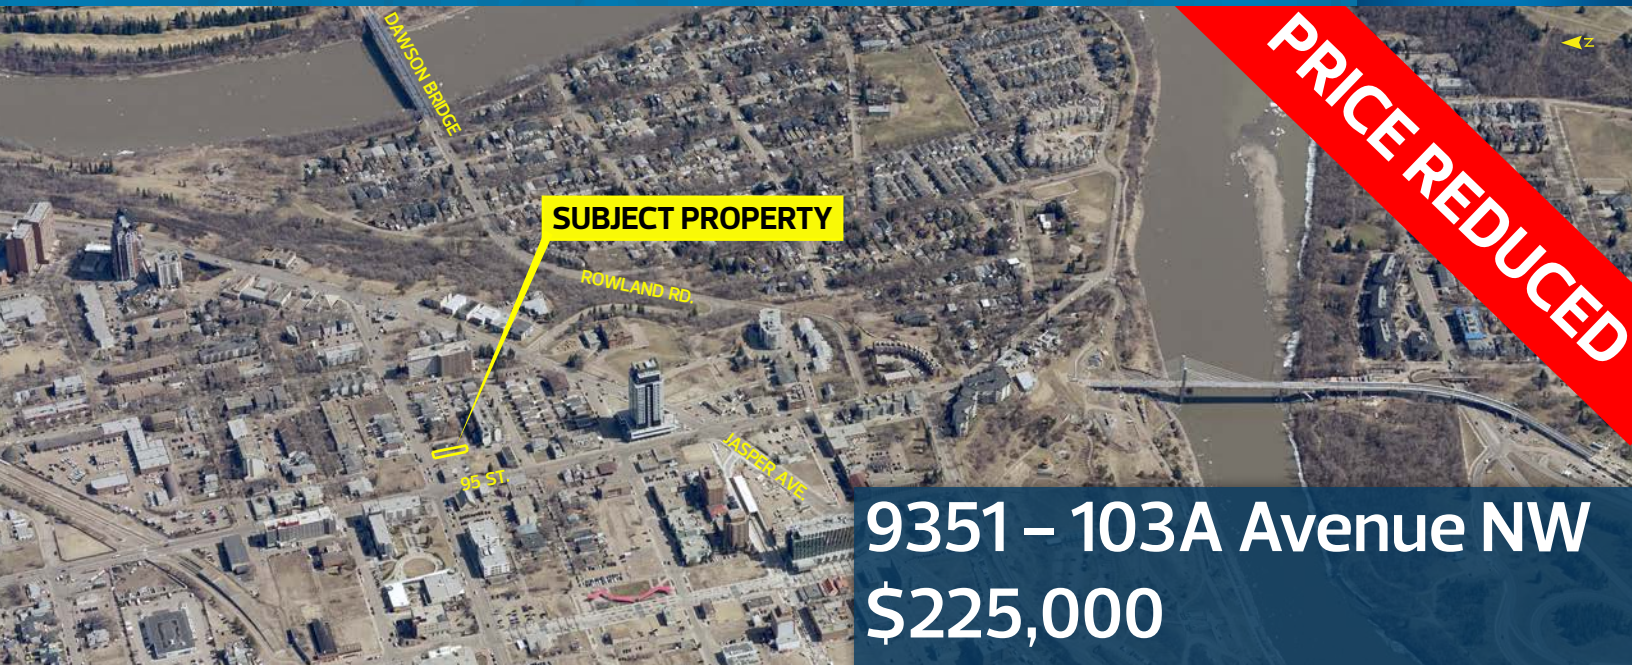 DAWSON BRIDGE
Z
PRICE REDUCED
SUBJECT PROPERTY
ROWLAND RD.
JASPER AVE.
95 ST.
9351 – 103A Avenue NW
$225,000